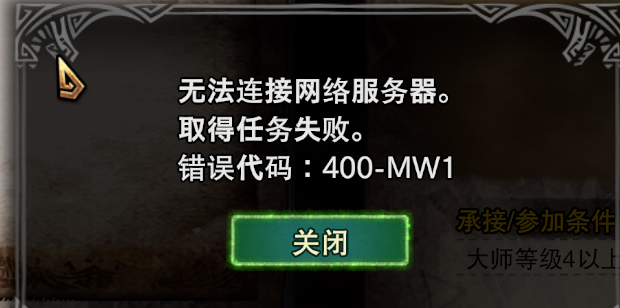 无法连接网络服务器。
取得任务失败。
错误代码：400-MW1
关闭
承接/参加条件
大师等级4以上